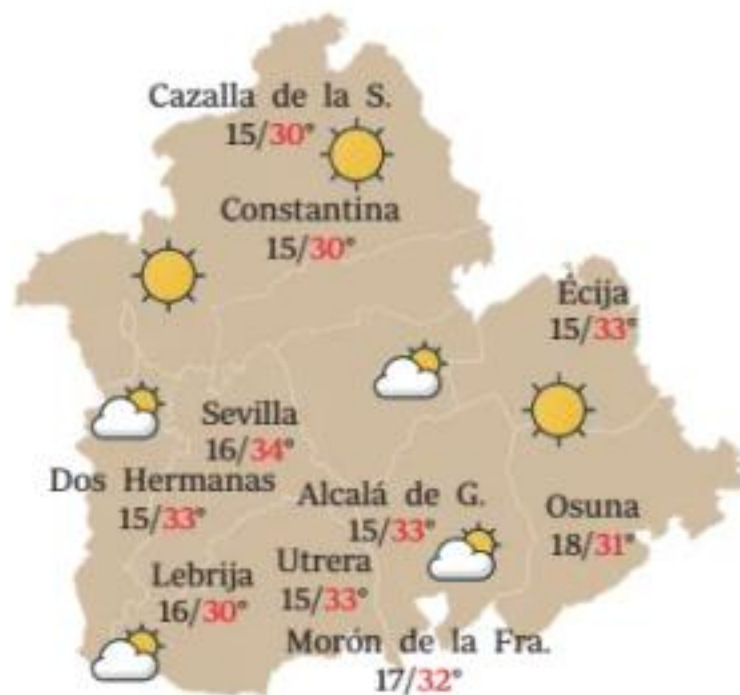 Cazalla de la S.
15/30°
Constantina
15/30°
Écija
15/33°
Sevilla
16/34°
Dos Hermanas
15/33°
Alcalá de G.
15/33°
Osuna
18/31°
Lebrija
16/30°
Utrera
15/33°
Morón de la Fra.
17/32°